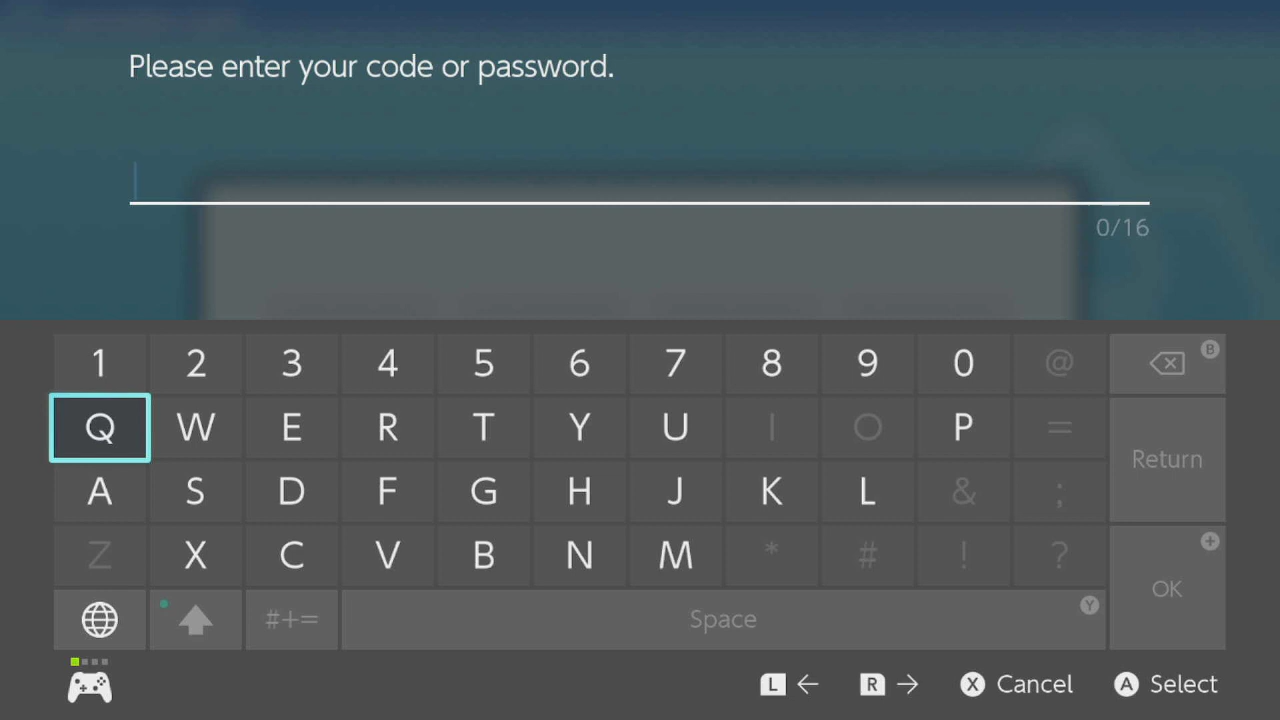 Please enter your code or password.
0/16
1 2 3 4 5 6 7 8 9 0 @ B
Q W E R T Y U I O P = Return
A S D F G H J K L & ;
Z X C V B N M * # ! ? +
#+= Space Y OK
L ← R → X Cancel A Select